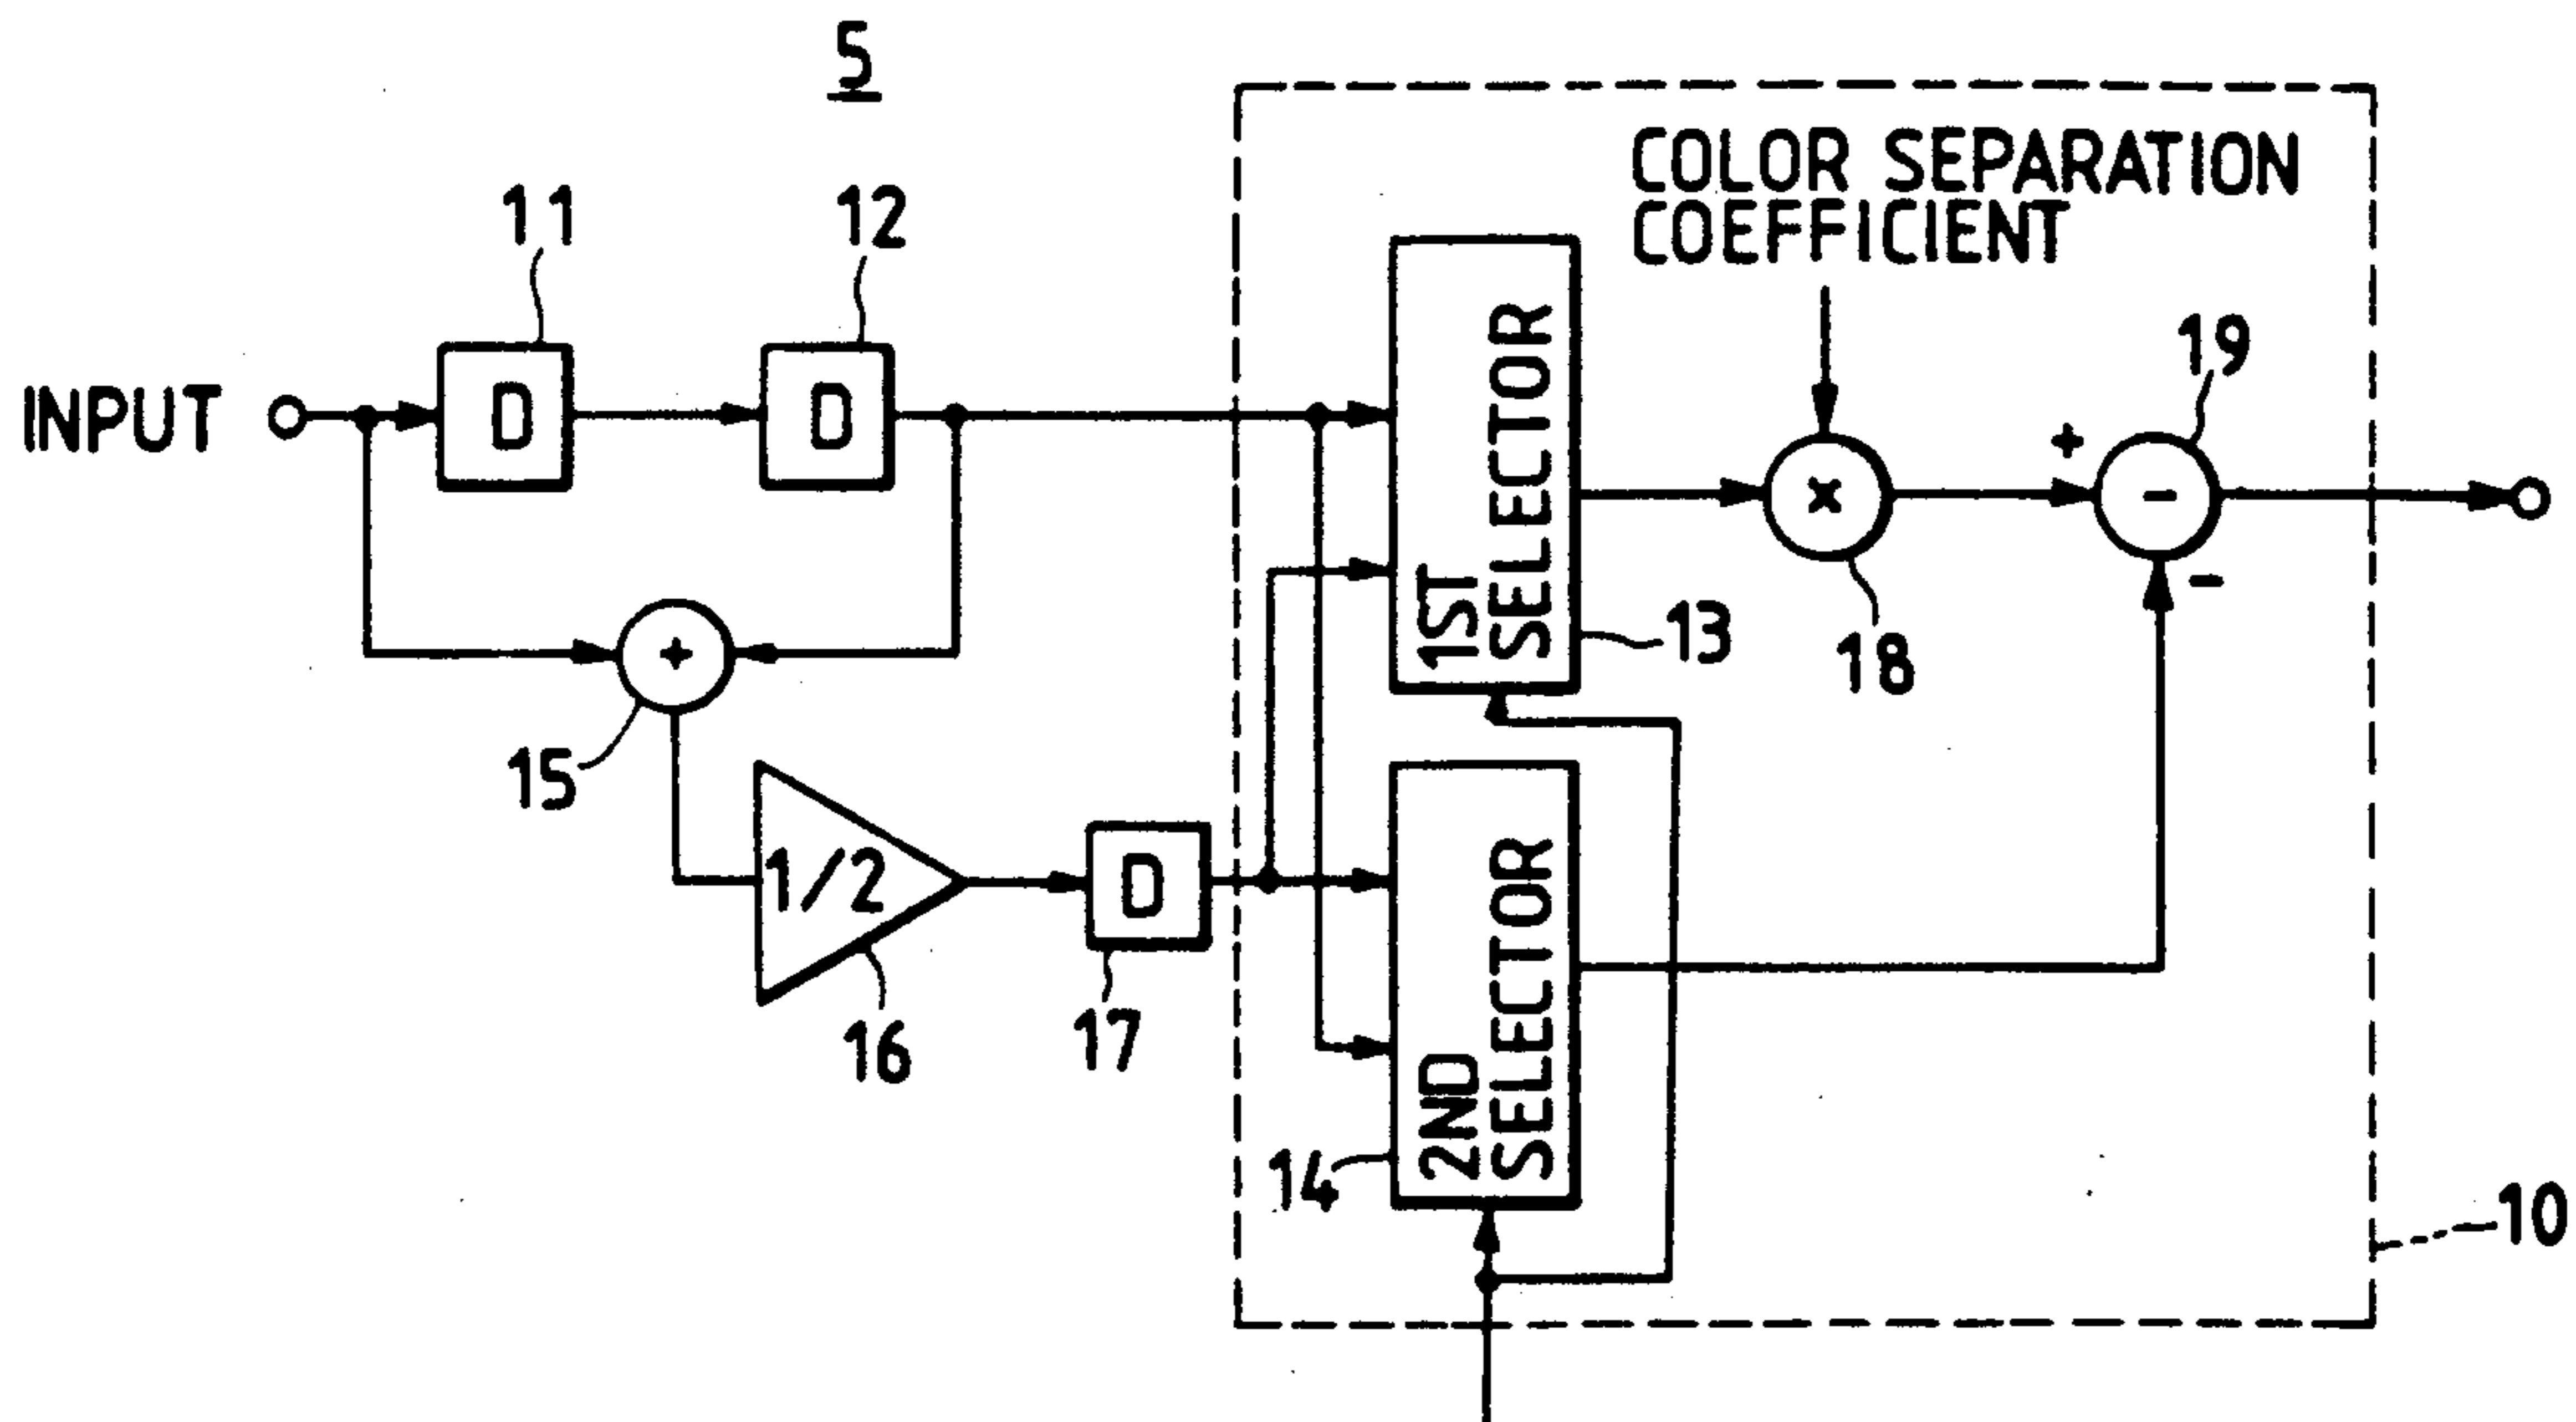 5
COLOR SEPARATION
COEFFICIENT
11
12
19
INPUT
D
D
×
+
-
-
1ST
SELECTOR
13
18
+
15
1/2
16
D
17
2ND
SELECTOR
14
10